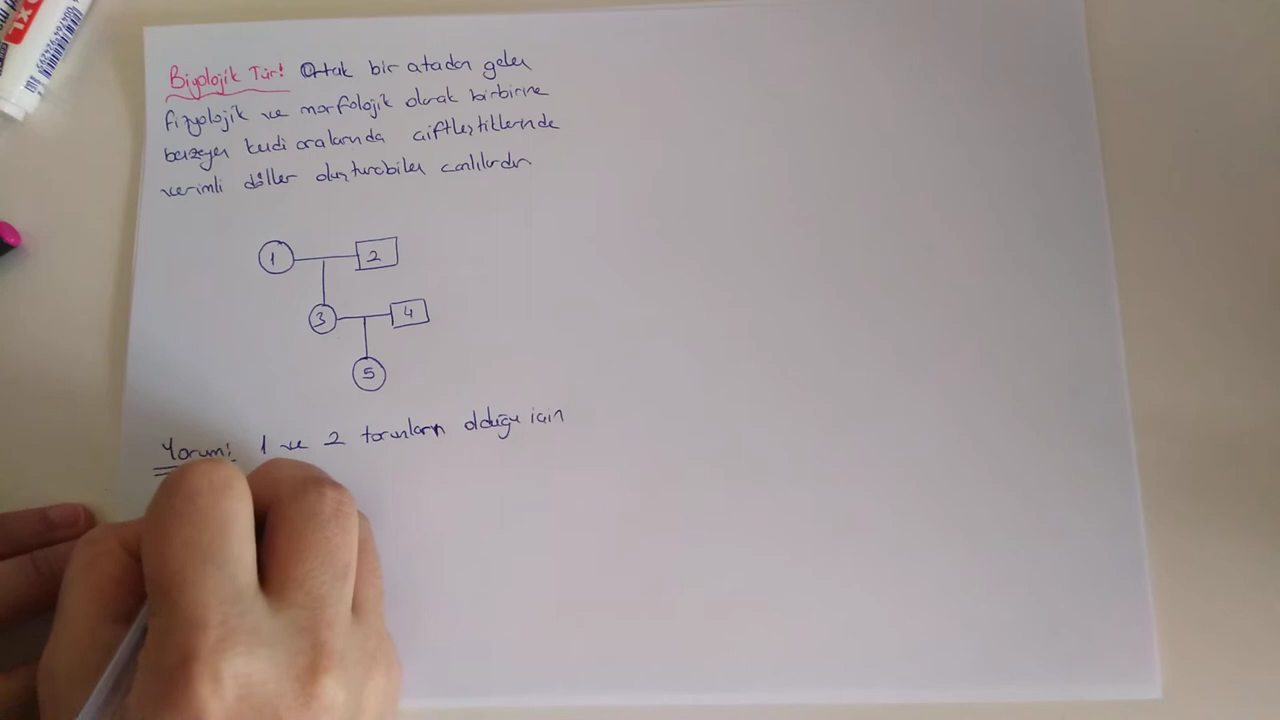 Biyolojik Tür! Ortak bir atadan gelen
fizyolojik ve morfolojik olarak birbirine
benzeyen kendi aralarında çiftleştiklerinde
verimli döller oluşturabilen canlılardır
1 2
3 4
5
Yorum: 1 ve 2 torunların olduğu için
XL